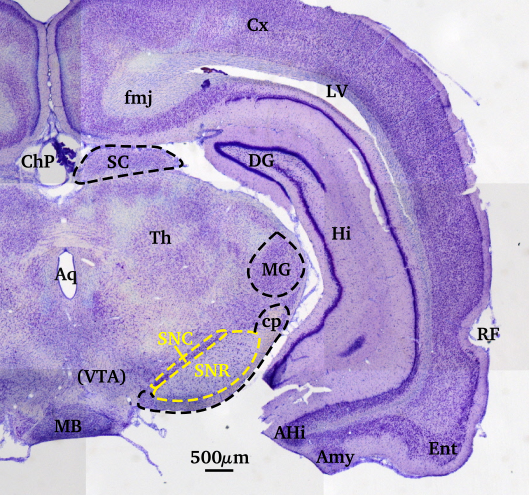 Cx
LV
fmj
ChP
SC
DG
Th
Hi
MG
Aq
cp
RF
SNC
SNR
(VTA)
MB
AHi
Ent
Amy
500μm